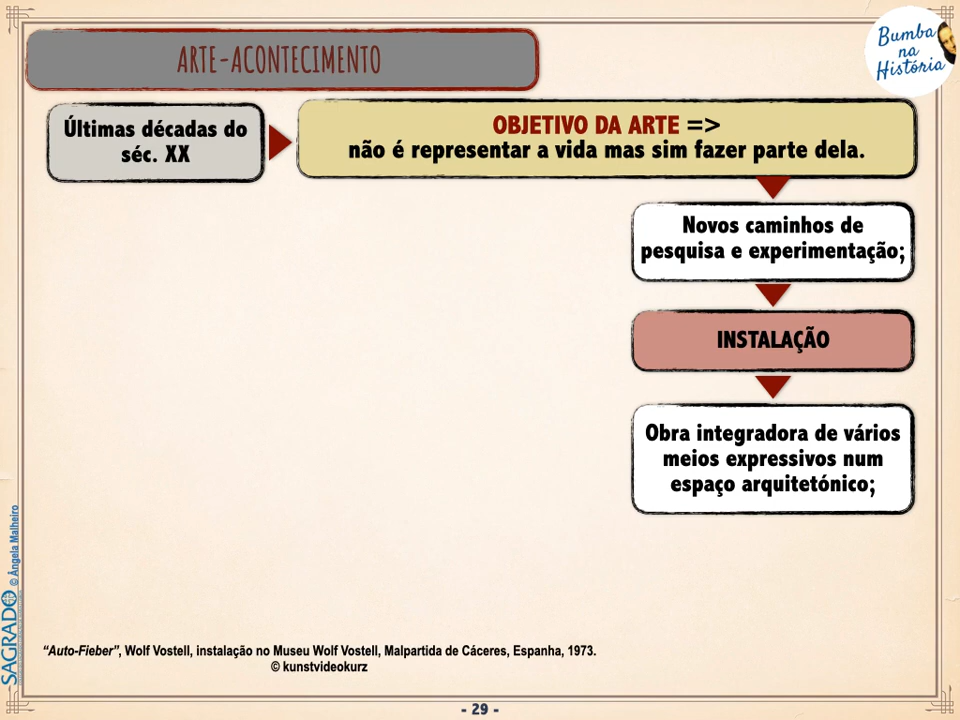 ARTE-ACONTECIMENTO
Bumba
na
História
Últimas décadas do
séc. XX
OBJETIVO DA ARTE =>
não é representar a vida mas sim fazer parte dela.
Novos caminhos de
pesquisa e experimentação;
INSTALAÇÃO
Obra integradora de vários
meios expressivos num
espaço arquitetónico;
SAGRADO
© Ângela Malheiro
“Auto-Fieber”, Wolf Vostell, instalação no Museu Wolf Vostell, Malpartida de Cáceres, Espanha, 1973.
© kunstvideokurz
- 29 -